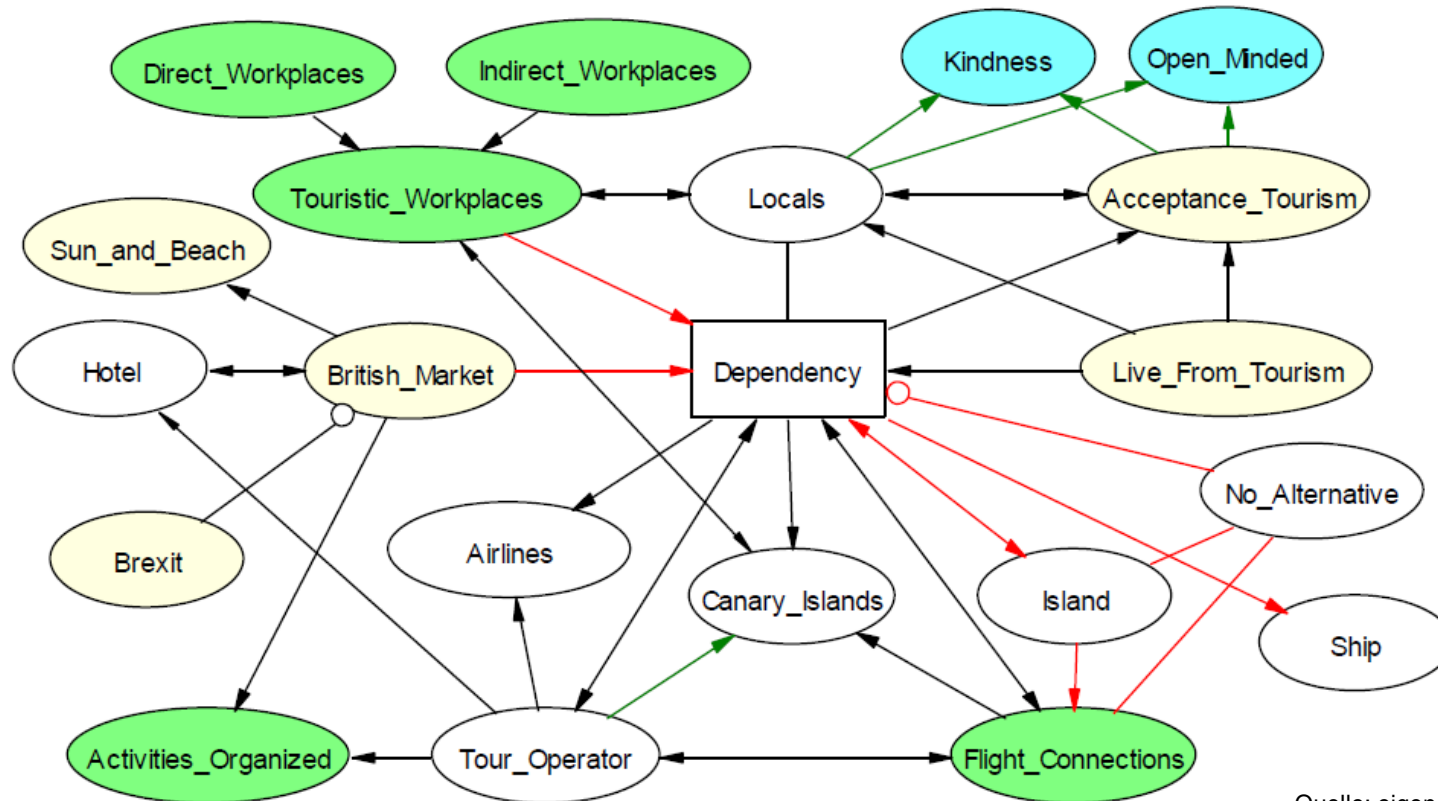 Direct_Workplaces
Indirect_Workplaces
Kindness
Open_Minded
Touristic_Workplaces
Locals
Acceptance_Tourism
Sun_and_Beach
Hotel
British_Market
Dependency
Live_From_Tourism
No_Alternative
Brexit
Airlines
Canary_Islands
Island
Ship
Activities_Organized
Tour_Operator
Flight_Connections